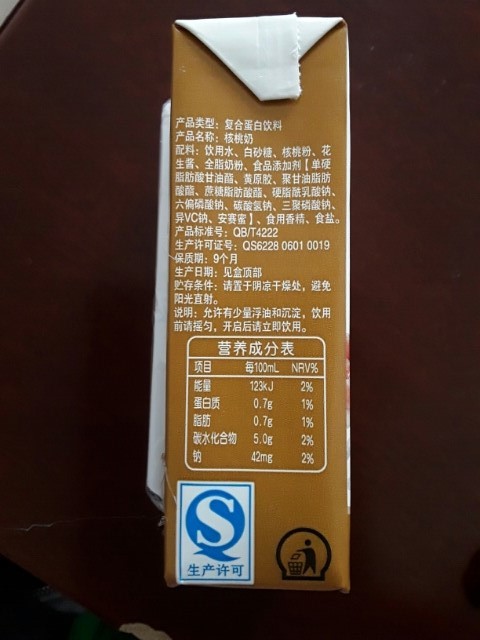 产品类型：复合蛋白饮料
产品名称：核桃奶
配料：饮用水、白砂糖、核桃粉、花
生酱、全脂奶粉、食品添加剂【单硬
脂肪酸甘油酯、黄原胶、聚甘油脂肪
酸酯、蔗糖脂肪酸酯、硬脂酰乳酸钠、
六偏磷酸钠、碳酸氢钠、三聚磷酸钠、
异VC钠、安赛蜜】、食用香精、食盐。
产品标准号：QB/T4222
生产许可证号：QS6228 0601 0019
保质期：9个月
生产日期：见盒顶部
贮存条件：请置于阴凉干燥处，避免
阳光直射。
说明：允许有少量浮油和沉淀，饮用
前请摇匀，开启后请立即饮用。
营养成分表
项目 每100mL NRV%
能量 123kJ 2%
蛋白质 0.7g 1%
脂肪 0.7g 1%
碳水化合物 5.0g 2%
钠 42mg 2%
生产许可